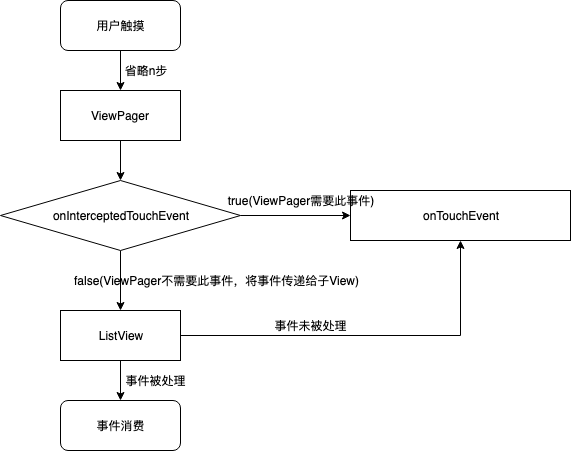 用户触摸
省略n步
ViewPager
onInterceptedTouchEvent
true(ViewPager需要此事件)
onTouchEvent
false(ViewPager不需要此事件，将事件传递给子View)
ListView
事件未被处理
事件被处理
事件消费